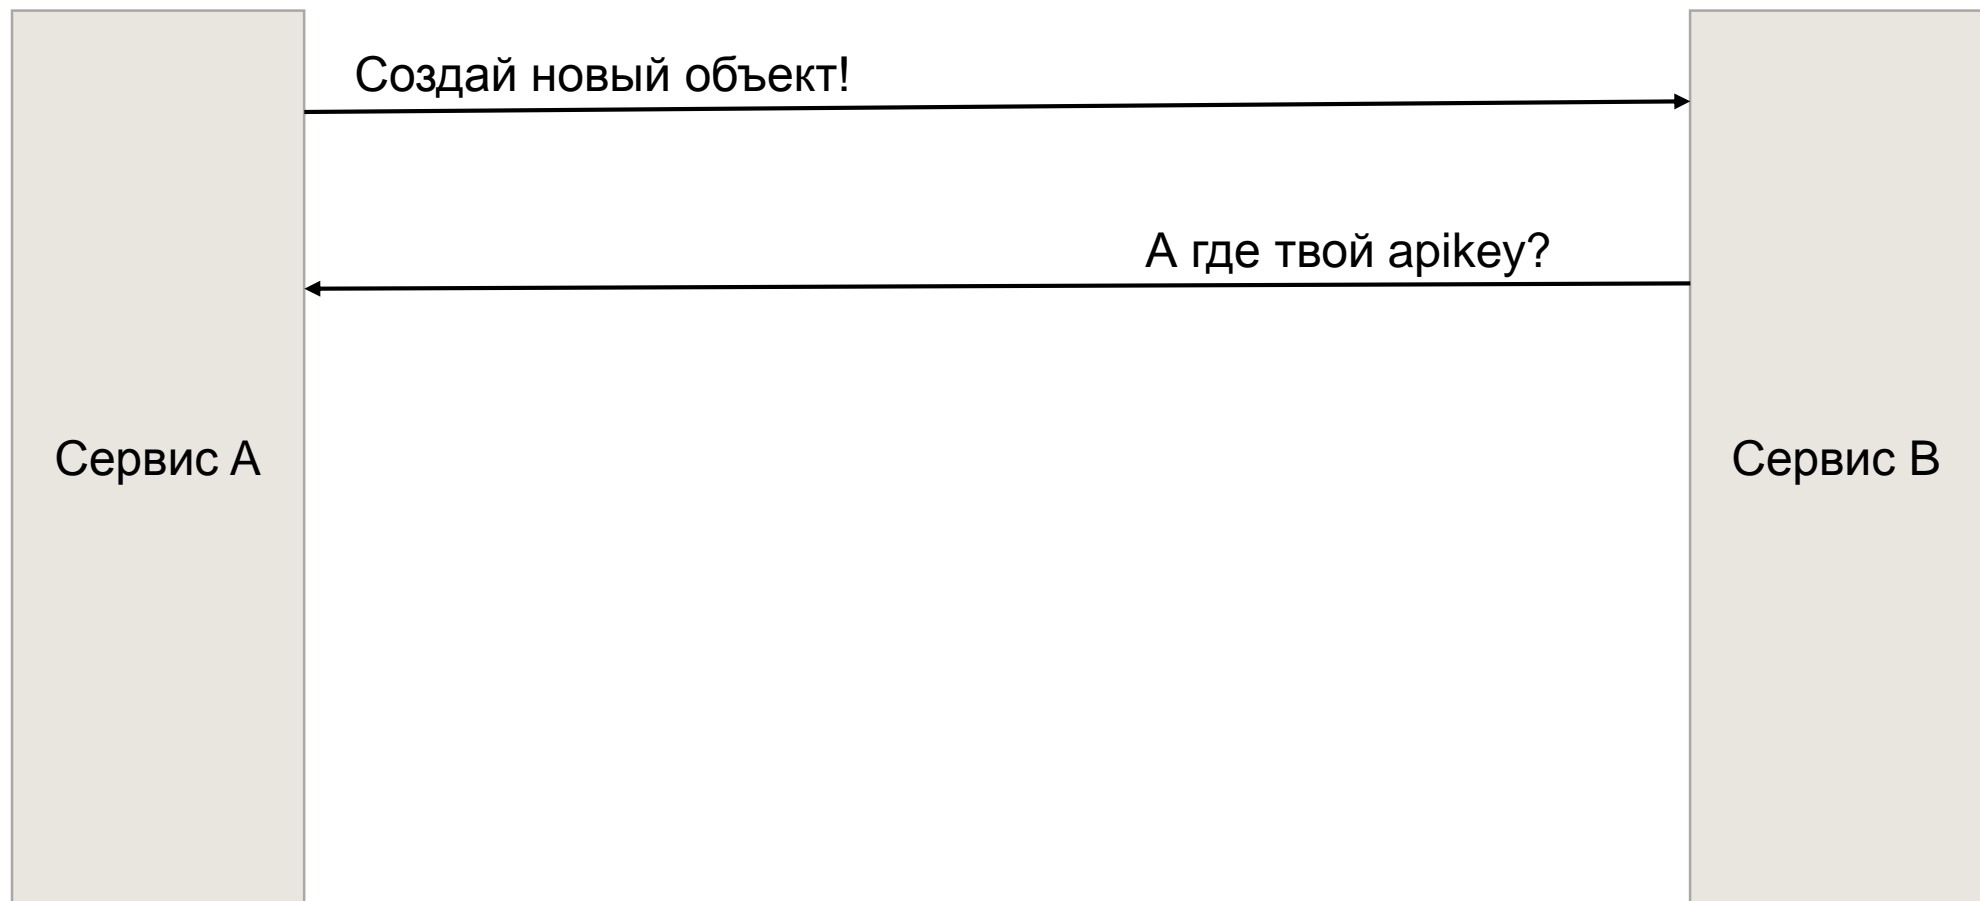 Создай новый объект!
А где твой apikey?
Сервис А
Сервис B